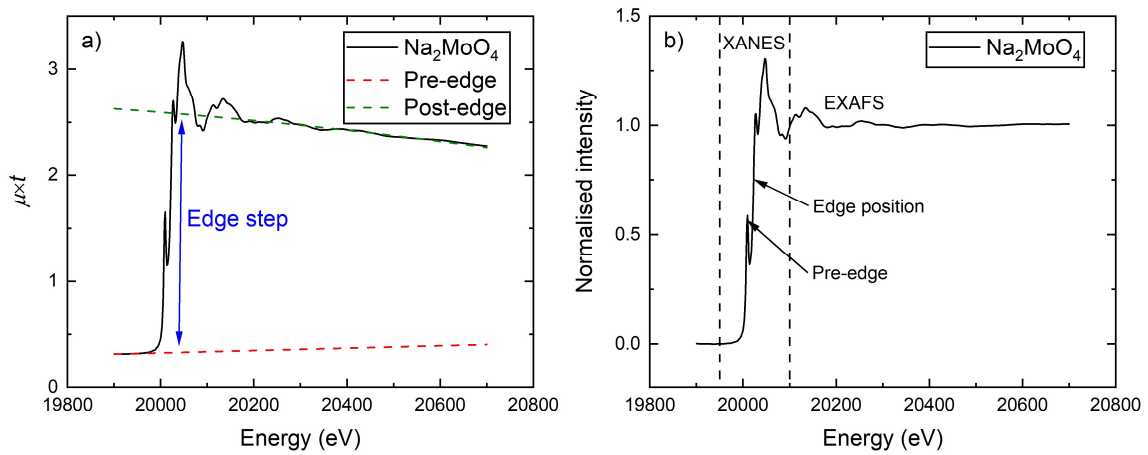 a)
Na₂MoO₄
Pre-edge
Post-edge
Edge step
μ×t
0
1
2
3
19800
20000
20200
20400
20600
20800
Energy (eV)
b)
XANES
Na₂MoO₄
EXAFS
Edge position
Pre-edge
Normalised intensity
1.5
1.0
0.5
0.0
19800
20000
20200
20400
20600
20800
Energy (eV)